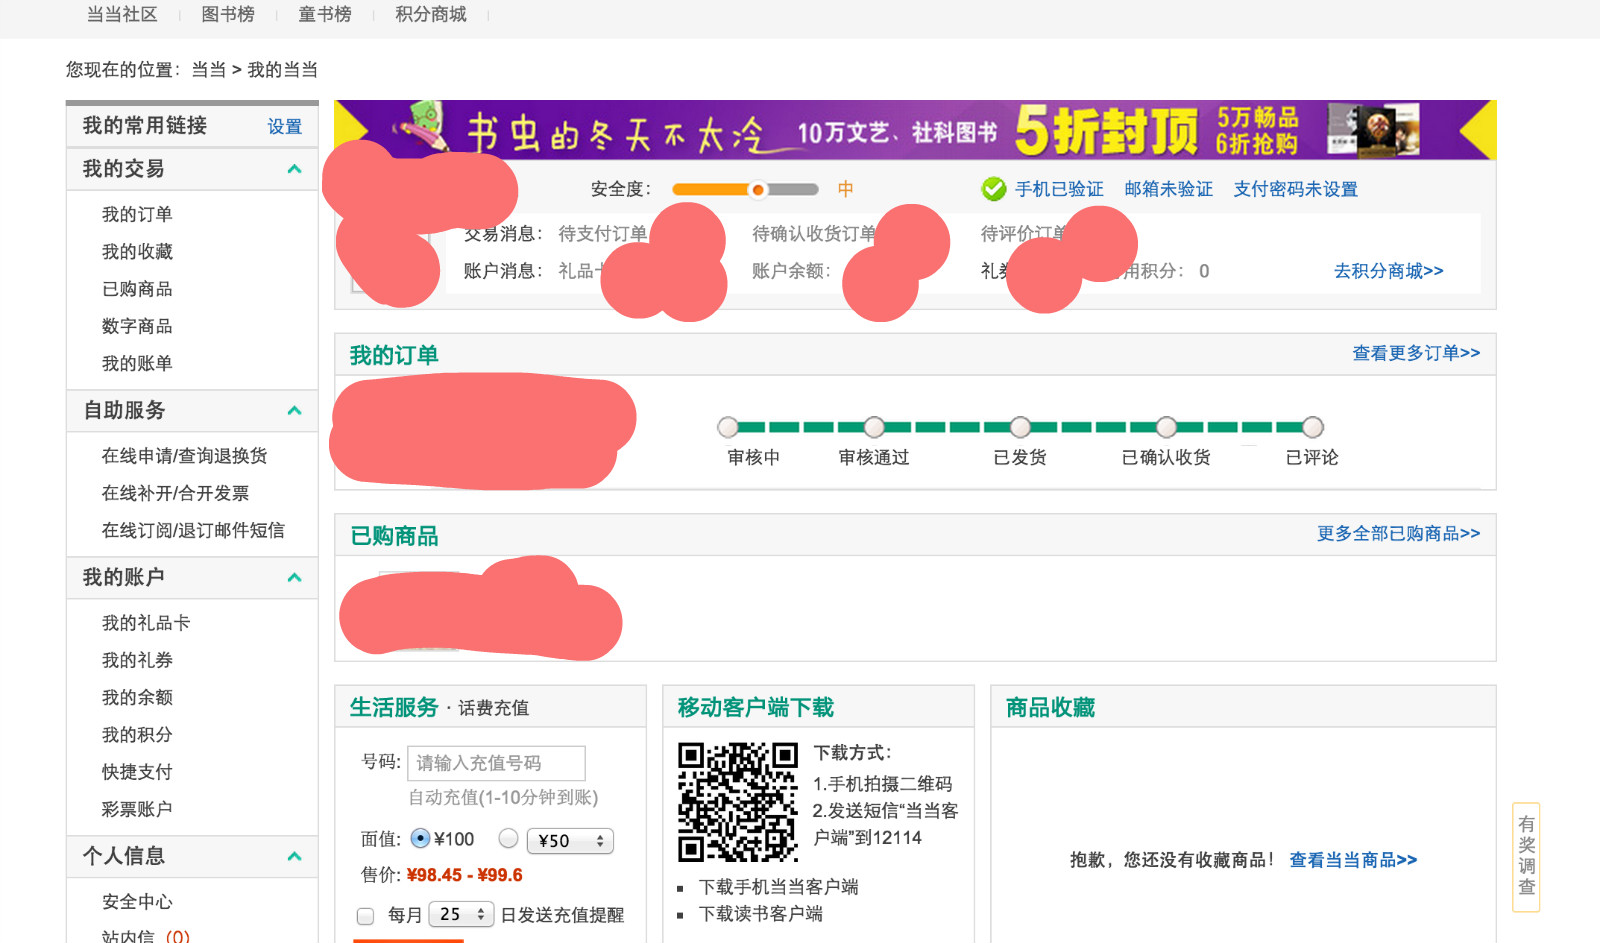 当当社区 图书榜 童书榜 积分商城
您现在的位置：当当 > 我的当当
我的常用链接 设置
我的交易
我的订单
我的收藏
已购商品
数字商品
我的账单
自助服务
在线申请/查询退换货
在线补开/合开发票
在线订阅/退订邮件短信
我的账户
我的礼品卡
我的礼券
我的余额
我的积分
快捷支付
彩票账户
个人信息
安全中心
站内信 (0)
书虫的冬天不太冷 10万文艺、社科图书 5折封顶 5万畅品 6折抢购
安全度： 中 手机已验证 邮箱未验证 支付密码未设置
交易消息： 待支付订单 待确认收货订单 待评价订单
账户消息： 礼品卡 账户余额： 礼券 用积分： 0 去积分商城>>
我的订单 查看更多订单>>
审核中 审核通过 已发货 已确认收货 已评论
已购商品 更多全部已购商品>>
生活服务 · 话费充值
号码: 请输入充值号码
自动充值(1-10分钟到账)
面值: ¥100 ¥50
售价: ¥98.45 - ¥99.6
每月 25 日发送充值提醒
移动客户端下载
下载方式：
1.手机拍摄二维码
2.发送短信“当当客
户端”到12114
下载手机当当客户端
下载读书客户端
商品收藏
抱歉，您还没有收藏商品！ 查看当当商品>>
有奖调查